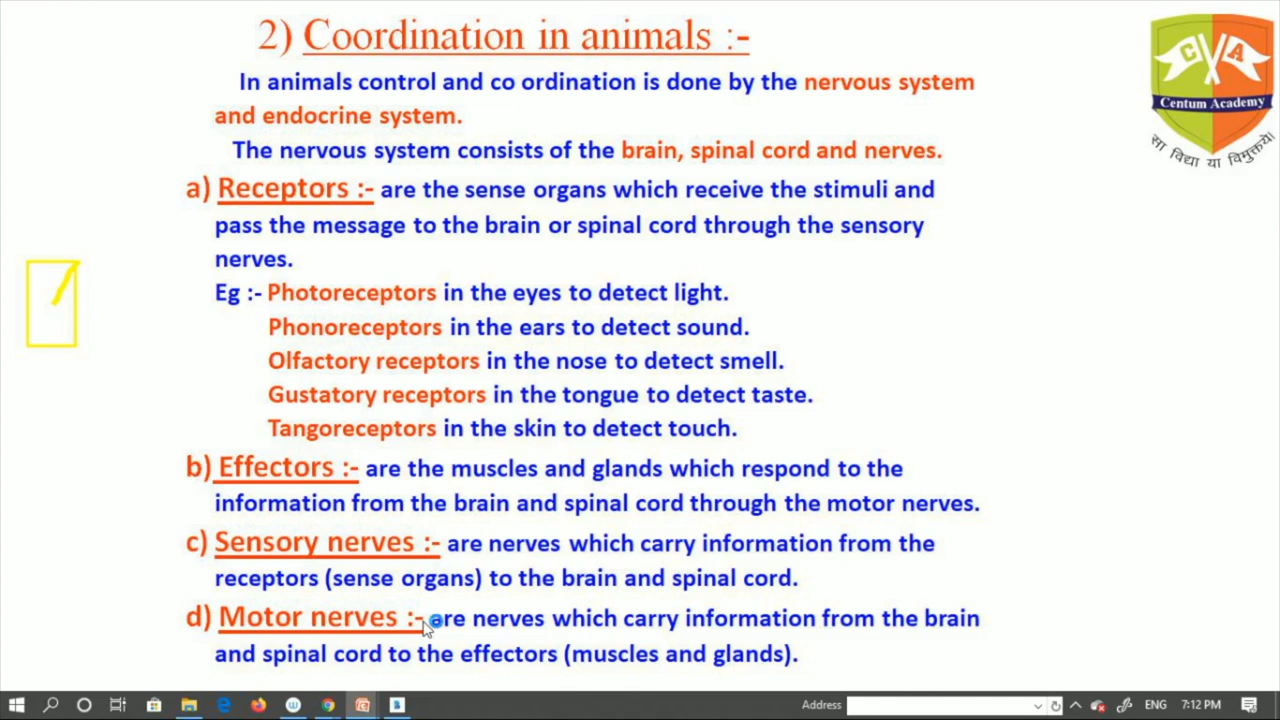 2) Coordination in animals :-
In animals control and co ordination is done by the nervous system
and endocrine system.
The nervous system consists of the brain, spinal cord and nerves.
a) Receptors :- are the sense organs which receive the stimuli and
pass the message to the brain or spinal cord through the sensory
nerves.
Eg :- Photoreceptors in the eyes to detect light.
Phonoreceptors in the ears to detect sound.
Olfactory receptors in the nose to detect smell.
Gustatory receptors in the tongue to detect taste.
Tangoreceptors in the skin to detect touch.
b) Effectors :- are the muscles and glands which respond to the
information from the brain and spinal cord through the motor nerves.
c) Sensory nerves :- are nerves which carry information from the
receptors (sense organs) to the brain and spinal cord.
d) Motor nerves :- are nerves which carry information from the brain
and spinal cord to the effectors (muscles and glands).
C A
Centum Academy
सा विद्या या विमुक्तये।
Address
ENG
7:12 PM